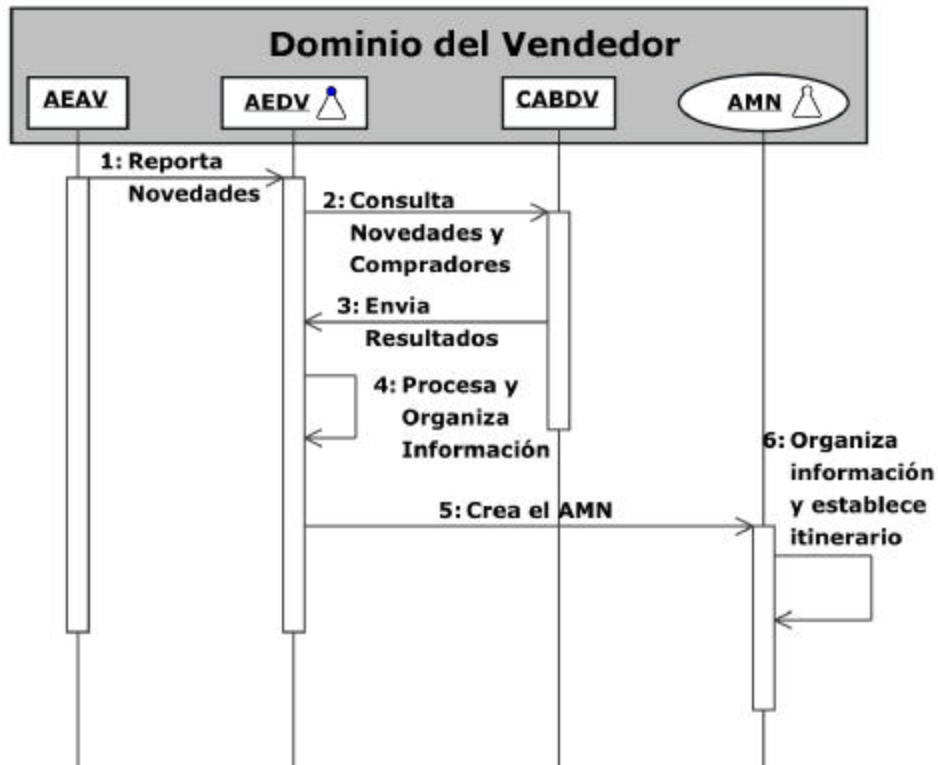 Dominio del Vendedor
AEAV
AEDV
CABDV
AMN
1: Reporta
Novedades
2: Consulta
Novedades y
Compradores
3: Envia
Resultados
4: Procesa y
Organiza
Información
5: Crea el AMN
6: Organiza
información
y establece
itinerario